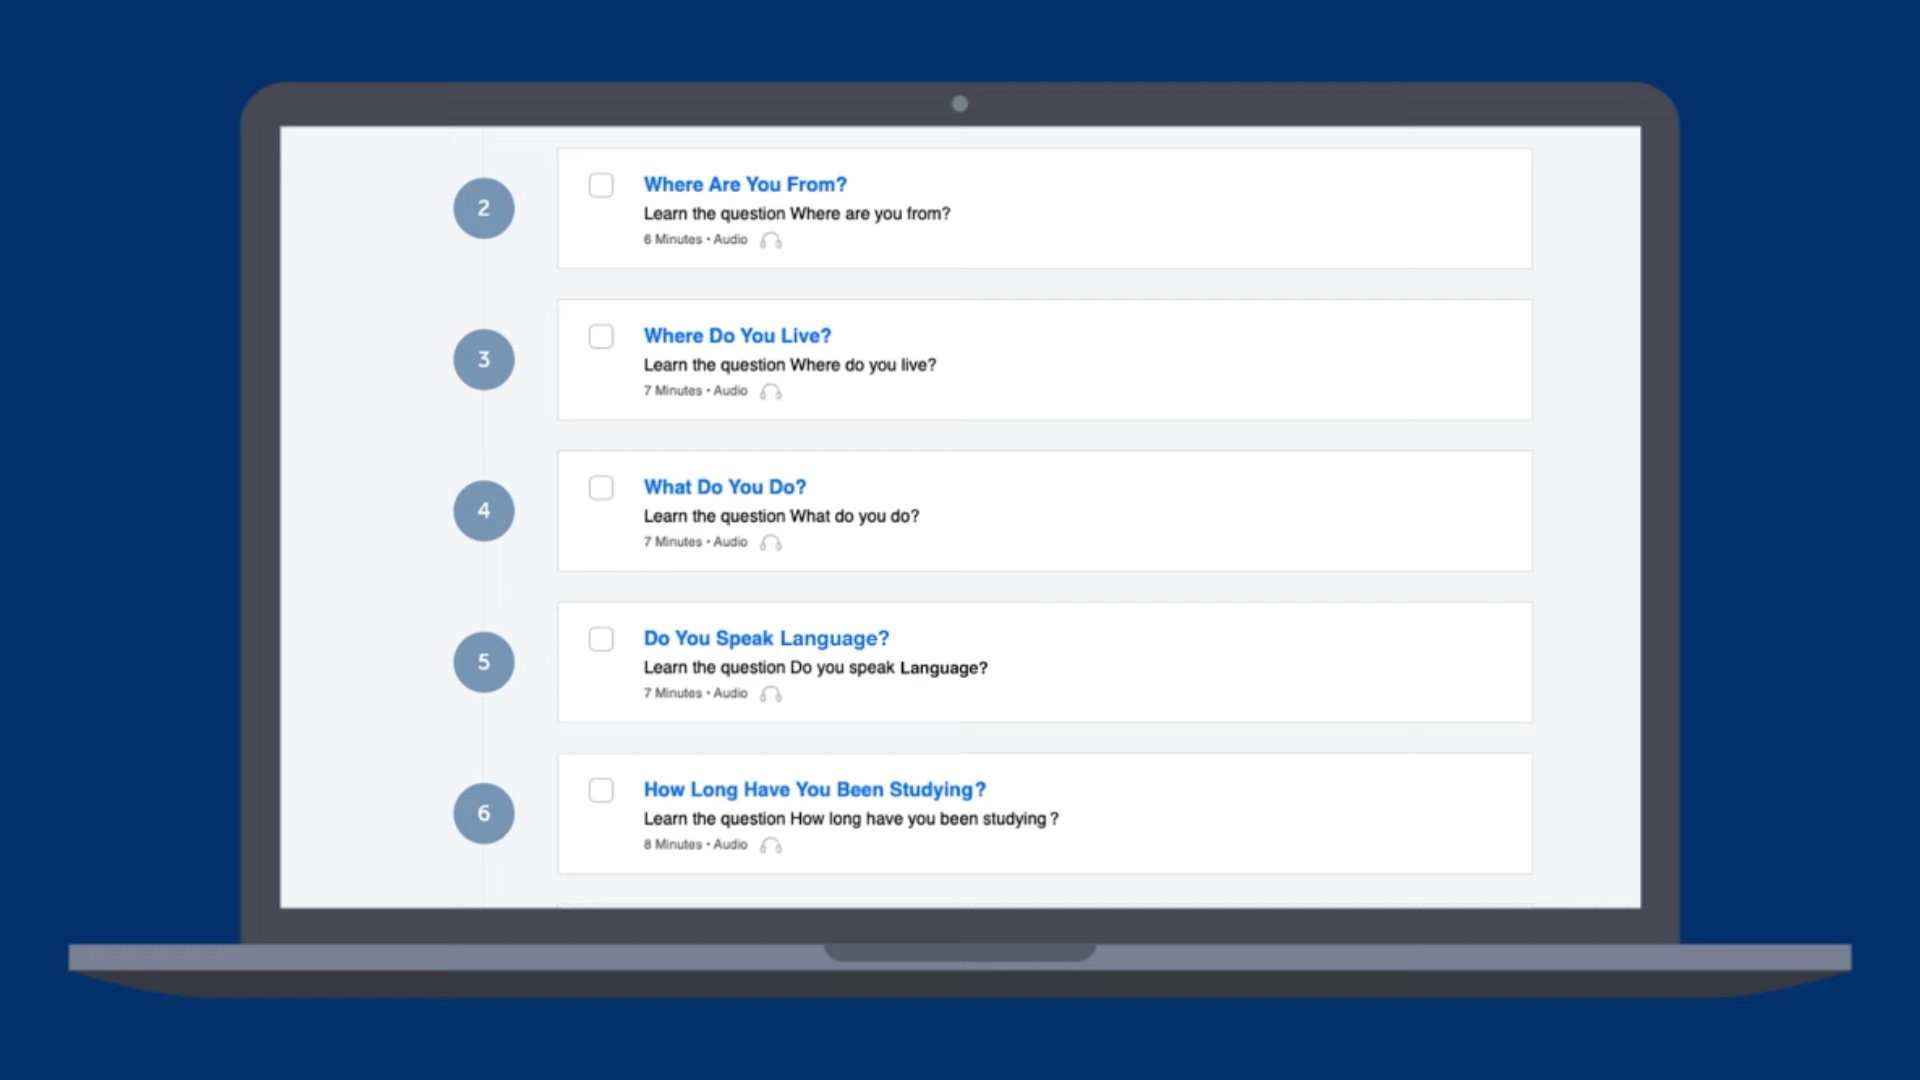 2
Where Are You From?
Learn the question Where are you from?
6 Minutes • Audio
3
Where Do You Live?
Learn the question Where do you live?
7 Minutes • Audio
4
What Do You Do?
Learn the question What do you do?
7 Minutes • Audio
5
Do You Speak Language?
Learn the question Do you speak Language?
7 Minutes • Audio
6
How Long Have You Been Studying?
Learn the question How long have you been studying ?
8 Minutes • Audio